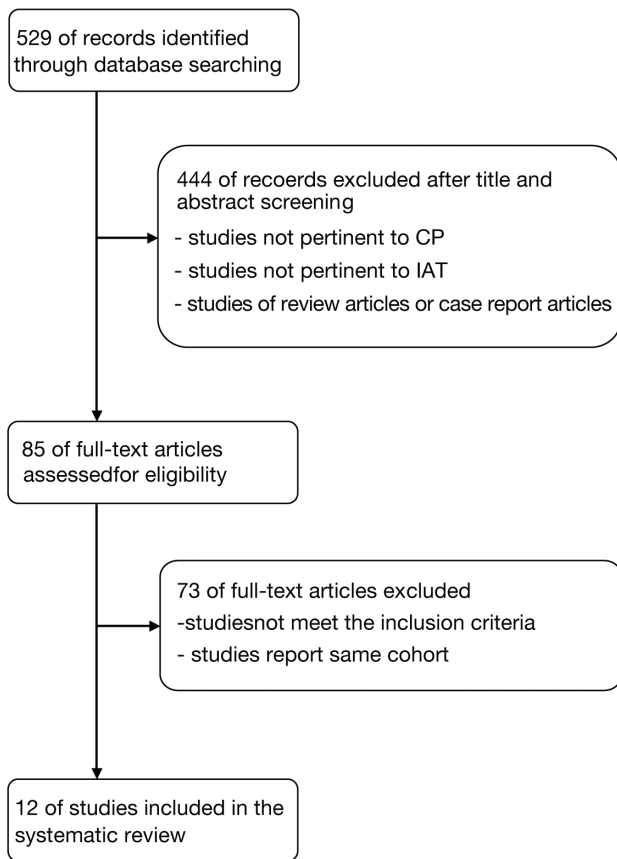 529 of records identified
through database searching
444 of recoerds excluded after title and
abstract screening
- studies not pertinent to CP
- studies not pertinent to IAT
- studies of review articles or case report articles
85 of full-text articles
assessedfor eligibility
73 of full-text articles excluded
-studiesnot meet the inclusion criteria
- studies report same cohort
12 of studies included in the
systematic review